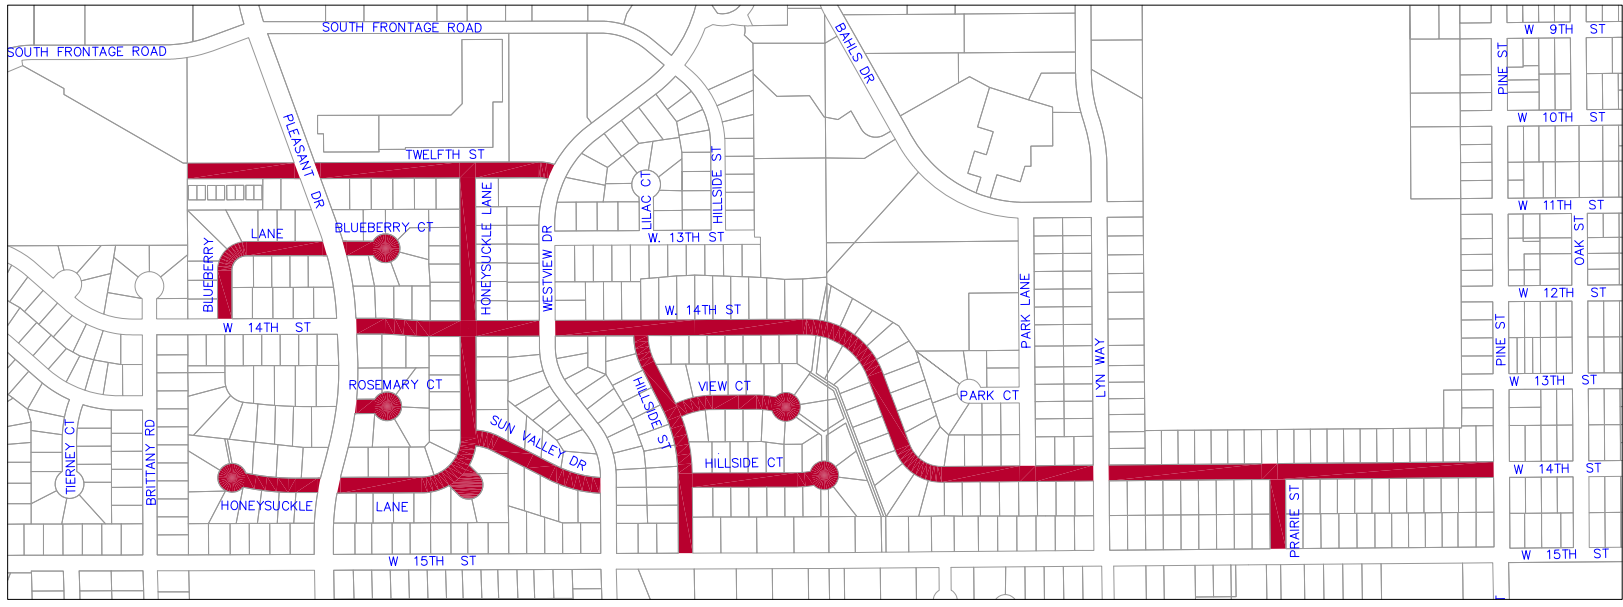 SOUTH FRONTAGE ROAD
SOUTH FRONTAGE ROAD
W 9TH ST
BAHLS DR
PINE ST
W 10TH ST
PLEASANT DR
TWELFTH ST
HILLSIDE ST
LILAC CT
HONEYSUCKLE LANE
W 11TH ST
OAK ST
BLUEBERRY CT
BLUEBERRY LANE
W. 13TH ST
WESTVIEW DR
PARK LANE
W 12TH ST
W. 14TH ST
W 14TH ST
PINE ST
LYN WAY
W 13TH ST
ROSEMARY CT
VIEW CT
HILLSIDE ST
PARK CT
SUN VALLEY DR
TIERNEY CT
BRITTANY RD
HILLSIDE CT
W 14TH ST
HONEYSUCKLE LANE
PRAIRIE ST
W 15TH ST
W 15TH ST